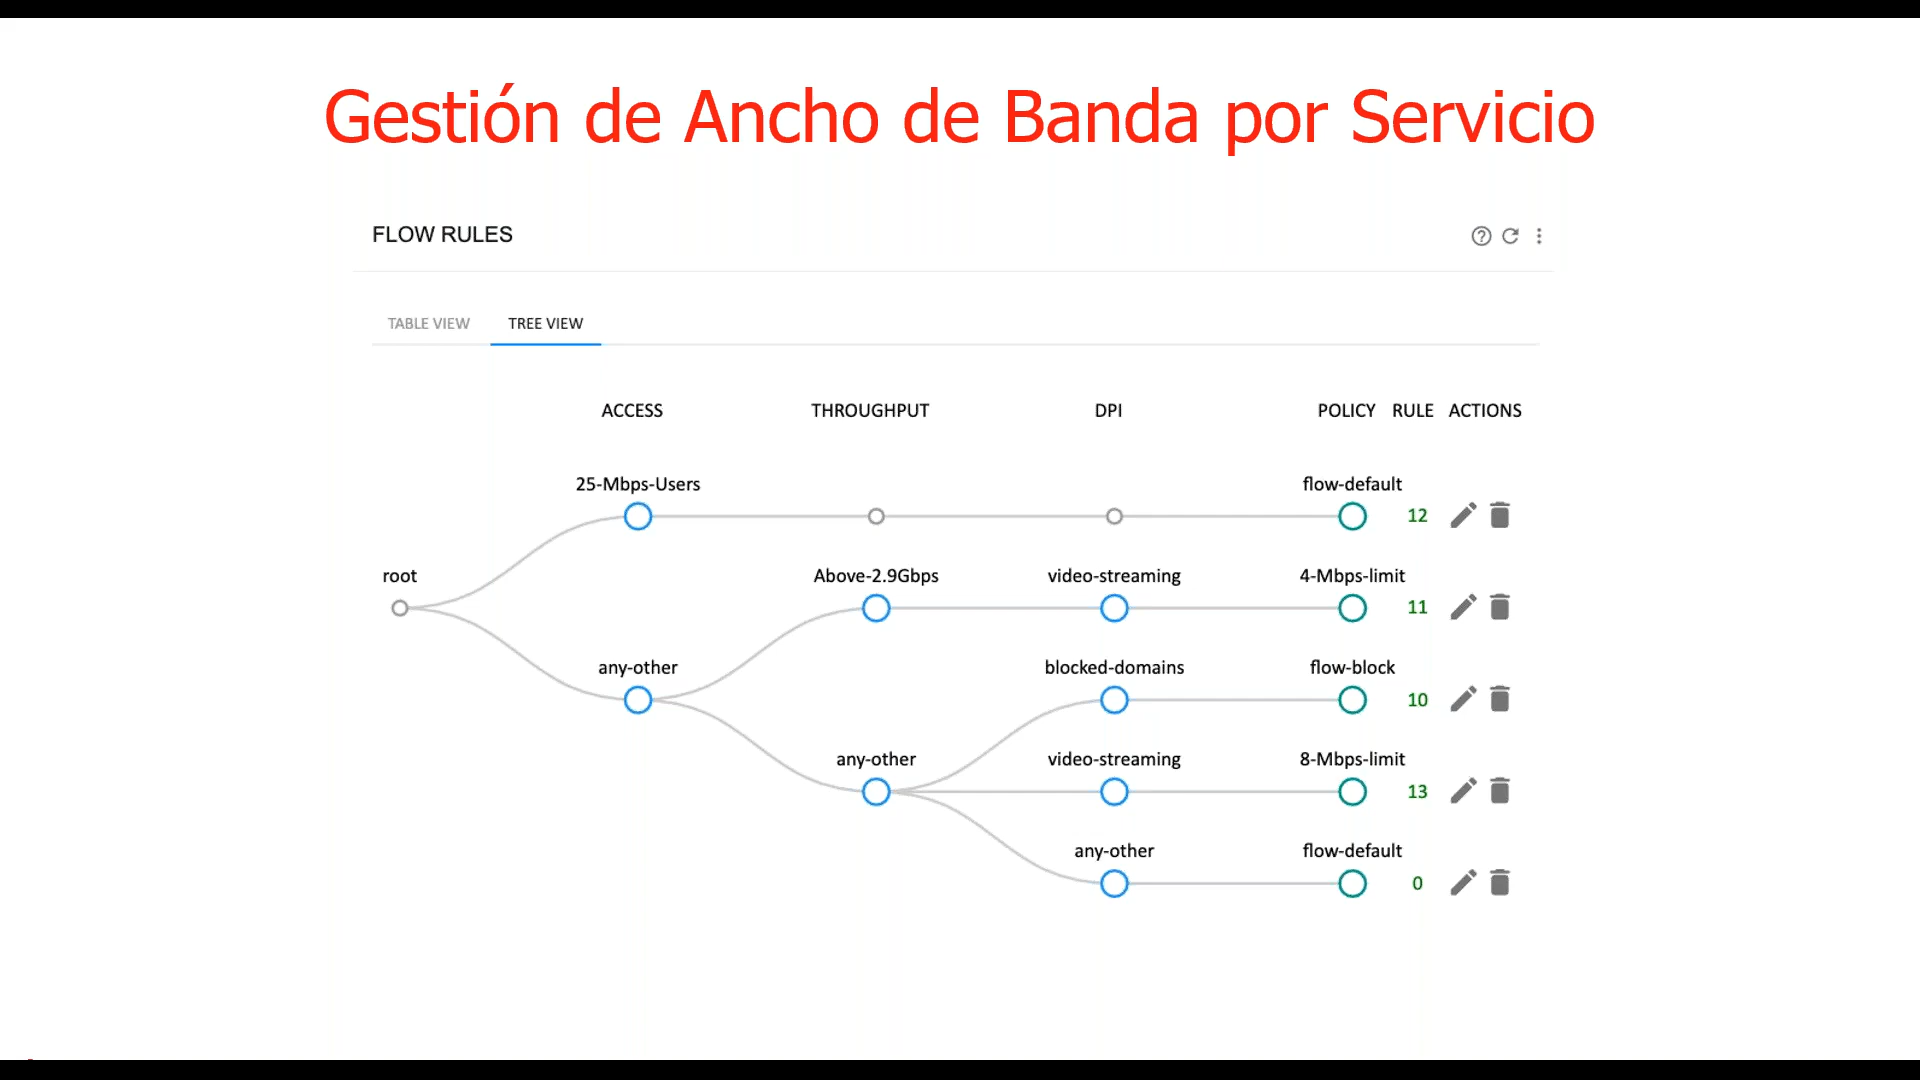 Gestión de Ancho de Banda por Servicio
FLOW RULES
TABLE VIEW TREE VIEW
ACCESS THROUGHPUT DPI POLICY RULE ACTIONS
25-Mbps-Users flow-default
12
root Above-2.9Gbps video-streaming 4-Mbps-limit
11
any-other blocked-domains flow-block
10
any-other video-streaming 8-Mbps-limit
13
any-other flow-default
0